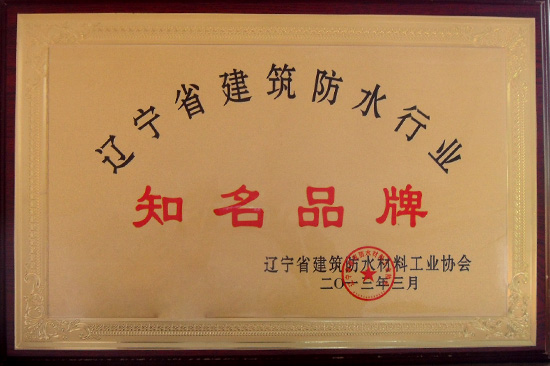 辽宁省建筑防水行业
知名品牌
辽宁省建筑防水材料工业协会
二〇一三年三月